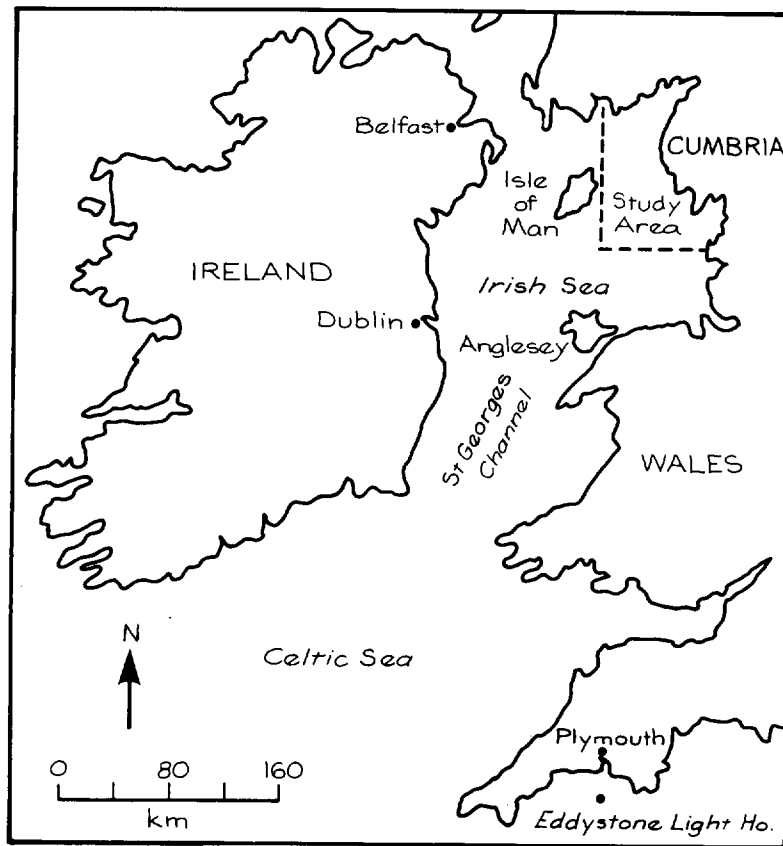 Belfast
CUMBRIA
Isle
of
Man
Study
Area
IRELAND
Irish Sea
Dublin
Anglesey
St Georges
Channel
WALES
N
Celtic Sea
Plymouth
0 80 160
km
Eddystone Light Ho.